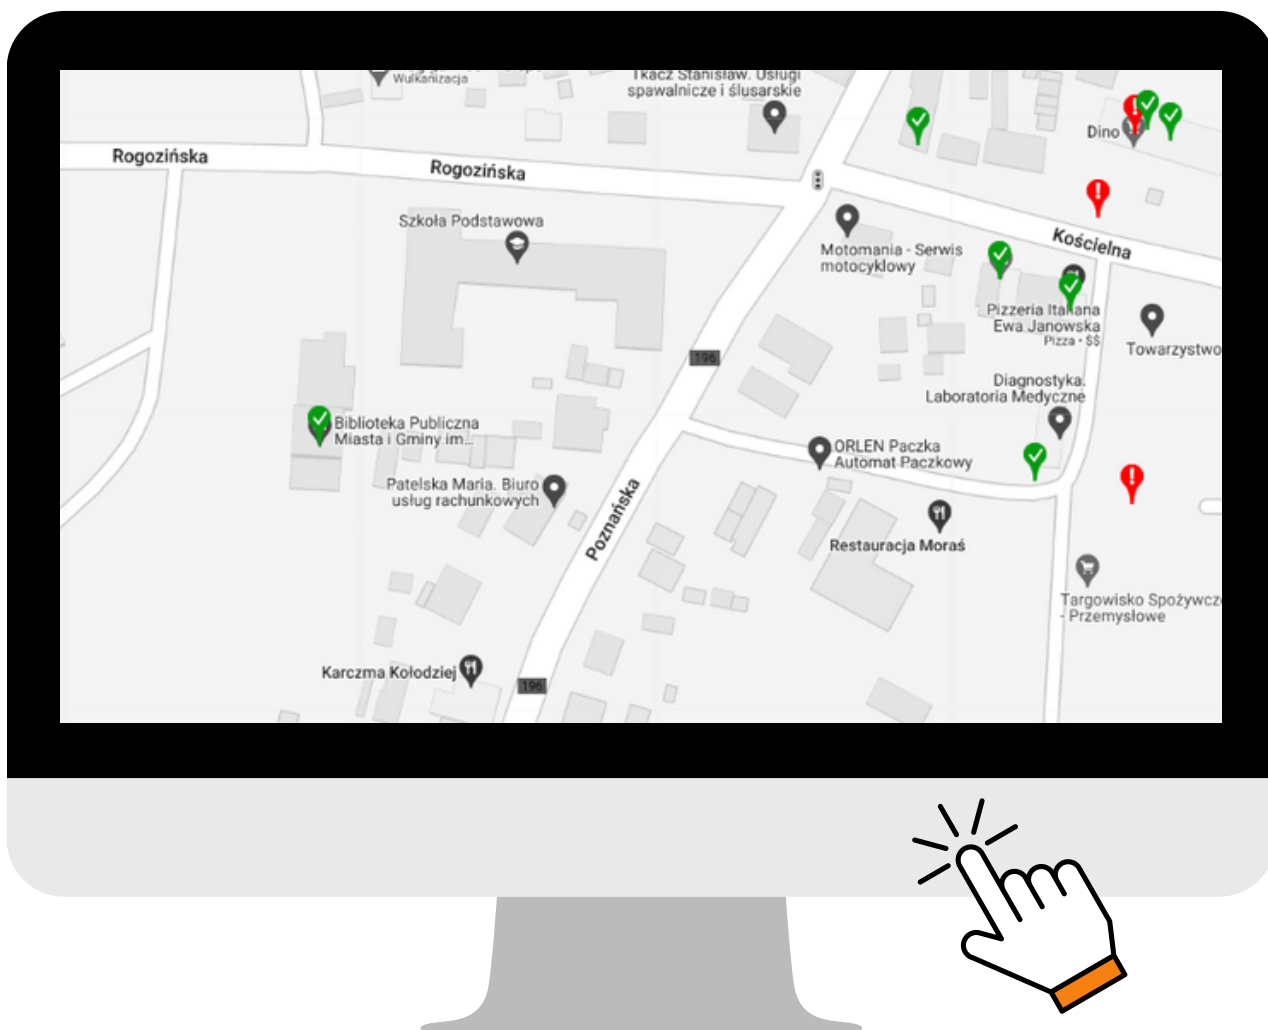 Wulkanizacja
Tkacz Stanisław. Usługi
spawalnicze i ślusarskie
Dino
Rogozińska
Rogozińska
Szkoła Podstawowa
Kościelna
Motomania - Serwis
motocyklowy
Pizzeria Italiana
Ewa Janowska
Pizza • $$
Towarzystwo
196
Diagnostyka.
Laboratoria Medyczne
Biblioteka Publiczna
Miasta i Gminy im...
ORLEN Paczka
Automat Paczkowy
Patelska Maria. Biuro
usług rachunkowych
Poznańska
Restauracja Moraś
Targowisko Spożywcz
- Przemysłowe
Karczma Kołodziej
196